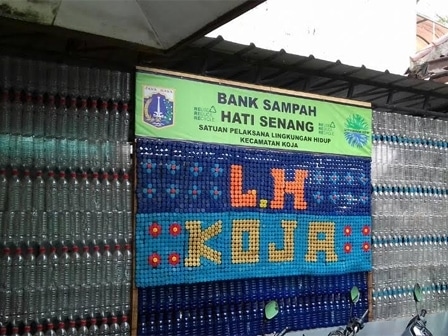 BANK SAMPAH
HATI SENANG
SATUAN PELAKSANA LINGKUNGAN HIDUP
KECAMATAN KOJA
L.H
KOJA